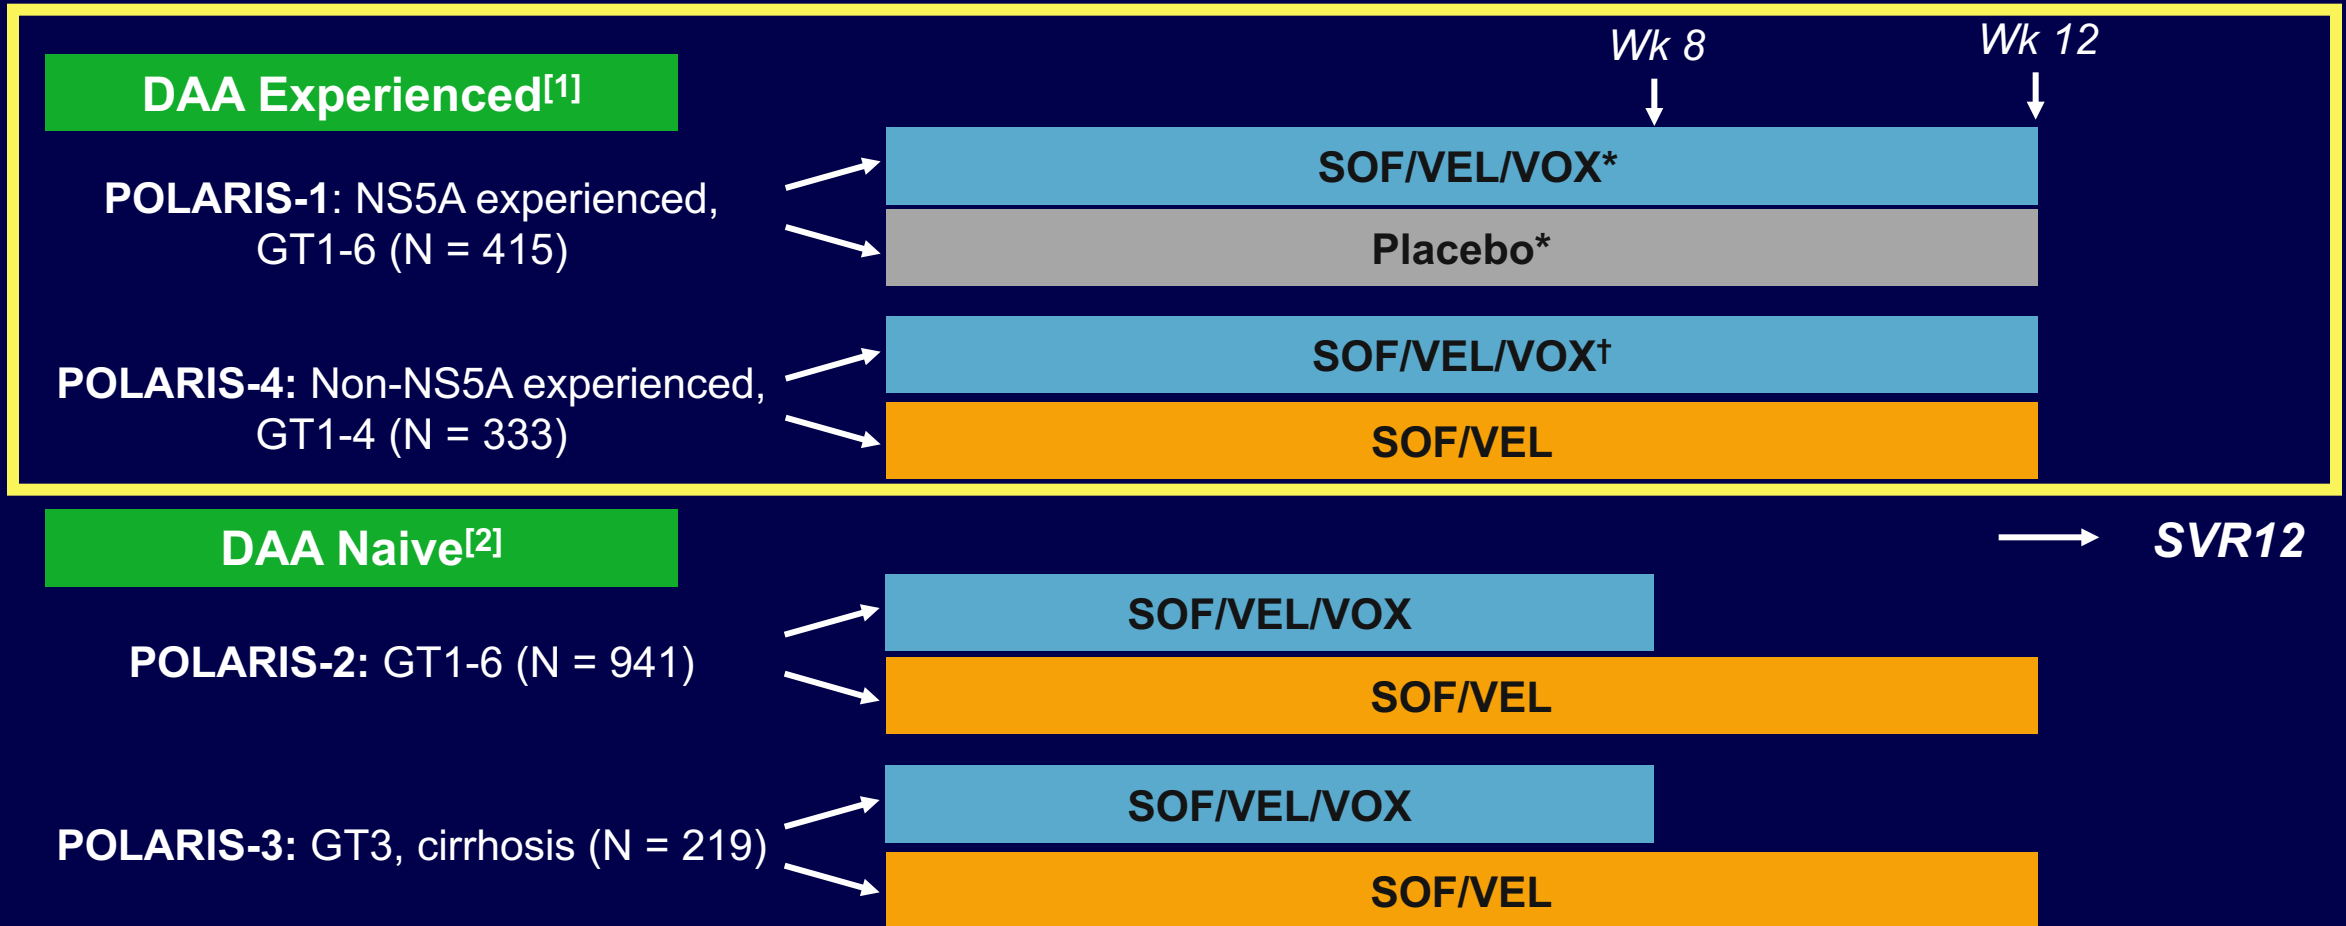 Wk 8
Wk 12
DAA Experienced[1]
POLARIS-1: NS5A experienced,
GT1-6 (N = 415)
SOF/VEL/VOX*
Placebo*
POLARIS-4: Non-NS5A experienced,
GT1-4 (N = 333)
SOF/VEL/VOX†
SOF/VEL
DAA Naive[2]
SVR12
POLARIS-2: GT1-6 (N = 941)
SOF/VEL/VOX
SOF/VEL
POLARIS-3: GT3, cirrhosis (N = 219)
SOF/VEL/VOX
SOF/VEL